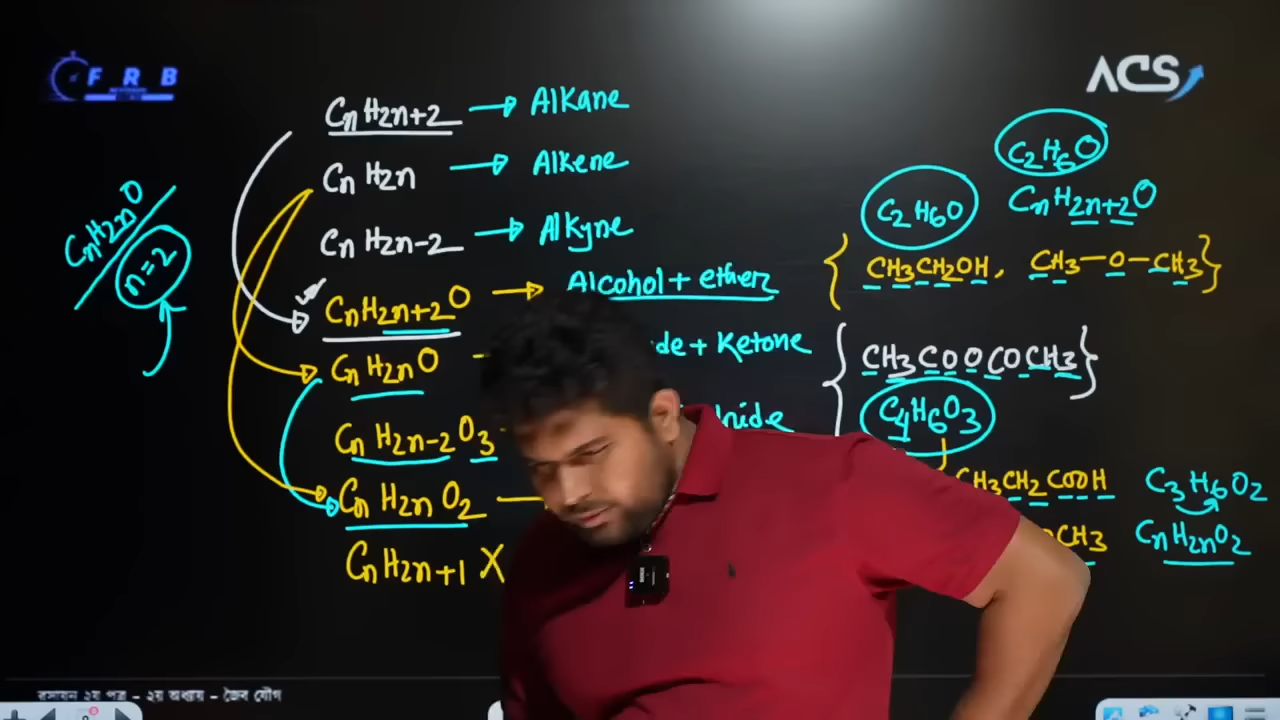 F R B
ACS
CnH2n+2 → Alkane
CnH2n → Alkene
CnH2n-2 → Alkyne
CnH2n+2O → Alcohol + ether
CnH2nO
de + Ketone
CnH2n-2O3
CnH2nO2
CnH2n+1 X
CnH2nO
n=2
C2H6O
C2H6O
CnH2n+2O
{ CH3CH2OH, CH3—O—CH3 }
{ CH3COOCOCH3 }
C4H6O3
CH3CH2COOH
C3H6O2
CH3
CnH2nO2
রসায়ন ২য় পত্র - ২য় অধ্যায় - জৈব যৌগ